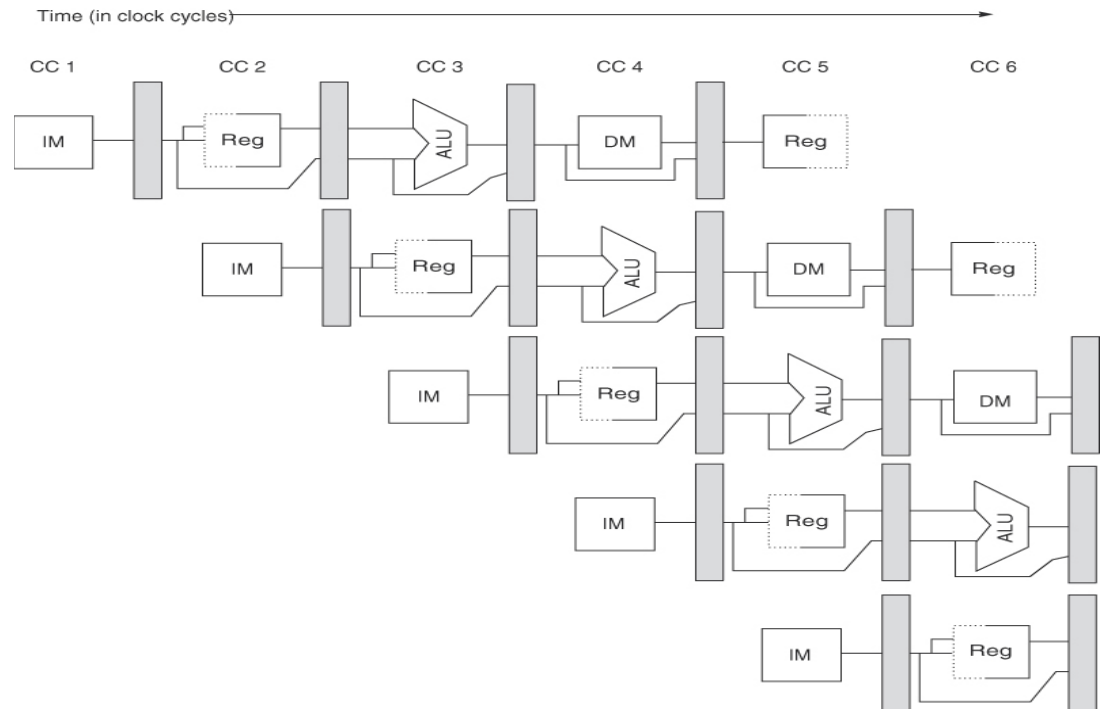 Time (in clock cycles)
CC 1 CC 2 CC 3 CC 4 CC 5 CC 6
IM Reg ALU DM Reg
IM Reg ALU DM Reg
IM Reg ALU DM
IM Reg ALU
IM Reg